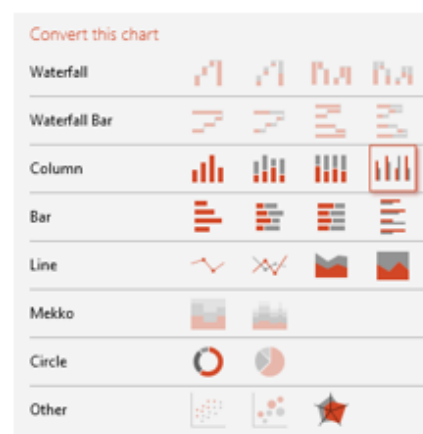 Convert this chart
Waterfall
Waterfall Bar
Column
Bar
Line
Mekko
Circle
Other